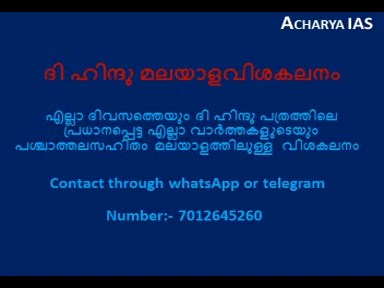 ACHARYA IAS
ദി ഹിന്ദു മലയാളവിശകലനം
എല്ലാ ദിവസത്തെയും ദി ഹിന്ദു പത്രത്തിലെ
പ്രധാനപ്പെട്ട എല്ലാ വാർത്തകളുടെയും
പശ്ചാത്തലസഹിതം മലയാളത്തിലുള്ള വിശകലനം
Contact through whatsApp or telegram
Number:- 7012645260